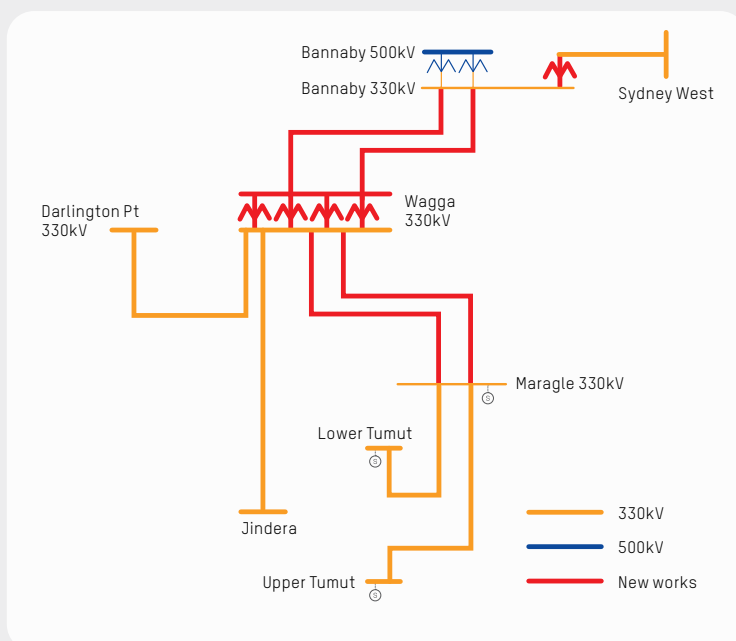 Bannaby 500kV
Bannaby 330kV
Sydney West
Darlington Pt
330kV
Wagga
330kV
Maragle 330kV
S
Lower Tumut
S
Jindera
Upper Tumut
S
330kV
500kV
New works